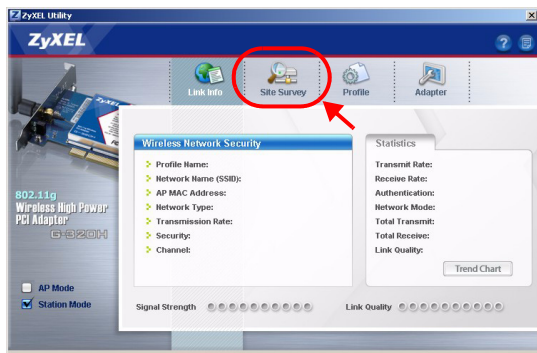 ZyXEL Utility
ZyXEL
Link Info
Site Survey
Profile
Adapter
ZyXEL
Wireless Network Security
Profile Name:
Network Name (SSID):
AP MAC Address:
Network Type:
Transmission Rate:
Security:
Channel:
Statistics
Transmit Rate:
Receive Rate:
Authentication:
Network Mode:
Total Transmit:
Total Receive:
Link Quality:
Trend Chart
802.11g
Wireless High Power
PCI Adapter
G-320H
AP Mode
Station Mode
Signal Strength
Link Quality